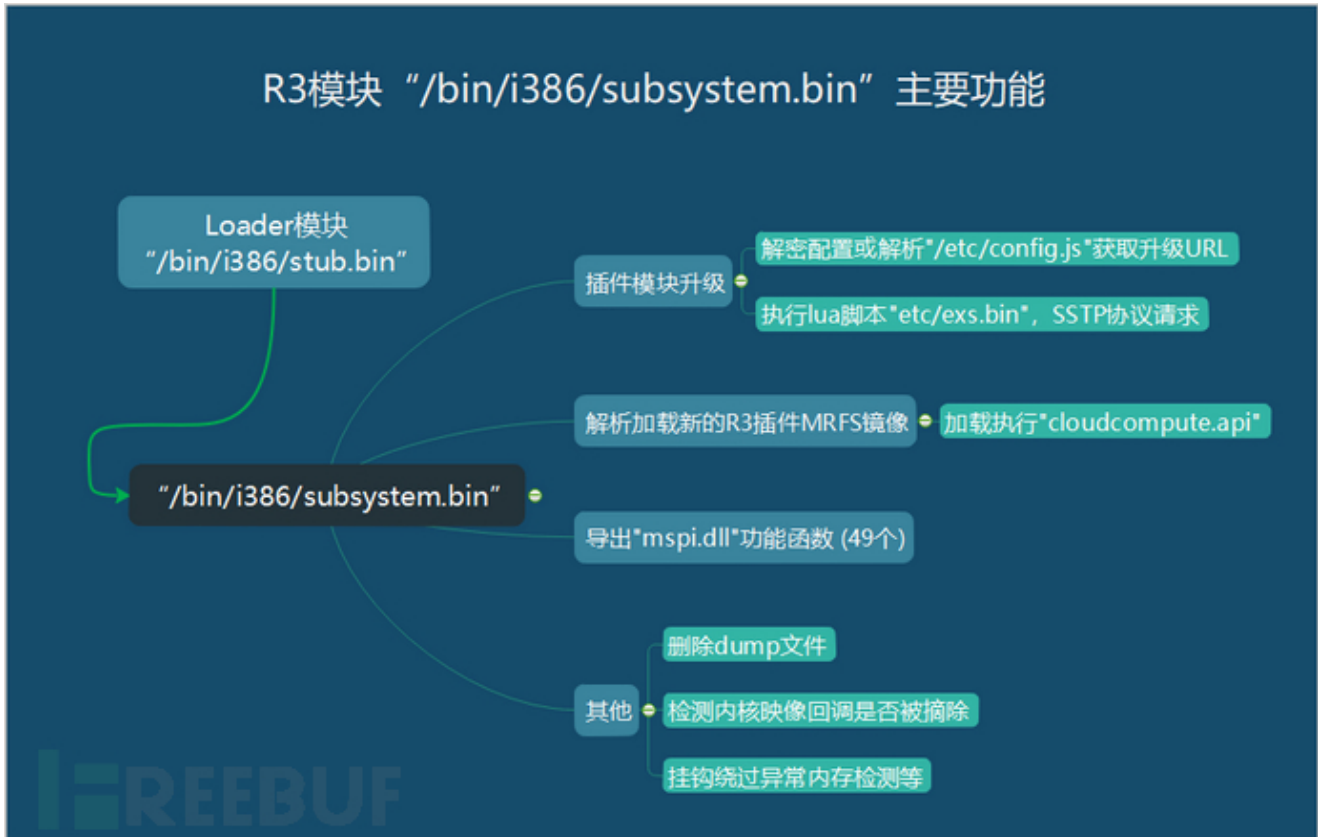 R3模块“/bin/i386/subsystem.bin”主要功能
Loader模块
“/bin/i386/stub.bin”
“/bin/i386/subsystem.bin”
插件模块升级
解密配置或解析"/etc/config.js"获取升级URL
执行lua脚本"etc/exs.bin"，SSTP协议请求
解析加载新的R3插件MRFS镜像
加载执行"cloudcompute.api"
导出"mspi.dll"功能函数 (49个)
其他
删除dump文件
检测内核映像回调是否被摘除
挂钩绕过异常内存检测等
FREEBUF